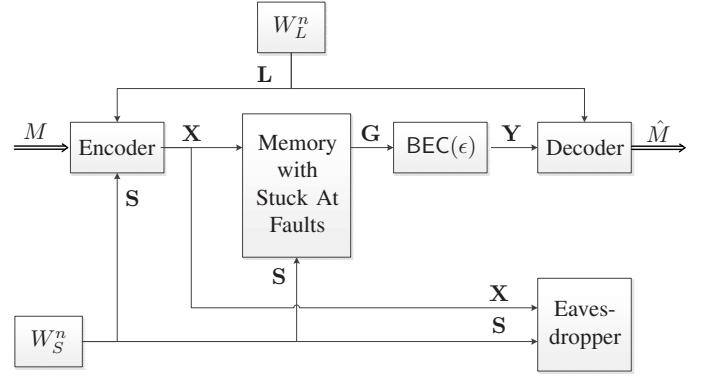 W_L^n
L
M
Encoder
X
Memory
with
Stuck At
Faults
G
BEC(ϵ)
Y
Decoder
M̂
S
S
X
S
W_S^n
Eaves-
dropper